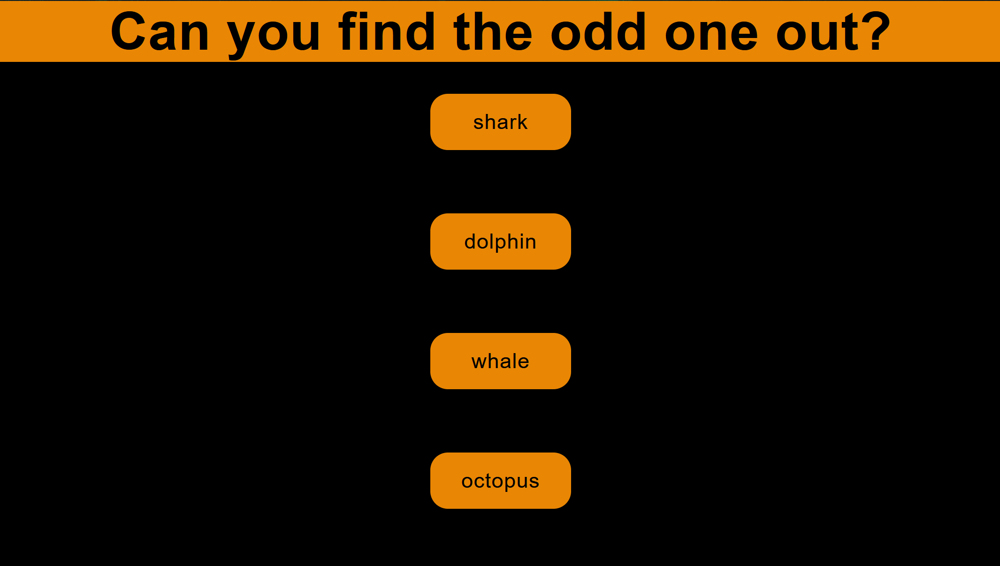 Can you find the odd one out?
shark
dolphin
whale
octopus